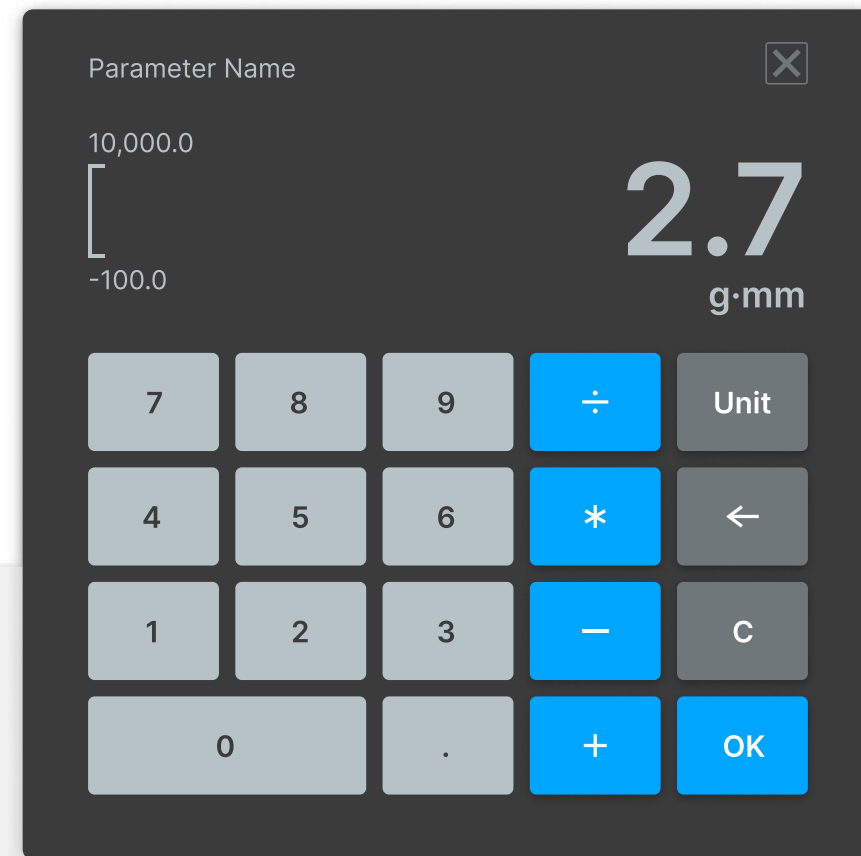 Parameter Name
10,000.0
2.7
-100.0
g·mm
7 8 9 ÷ Unit
4 5 6 * ←
1 2 3 − C
0 . + OK